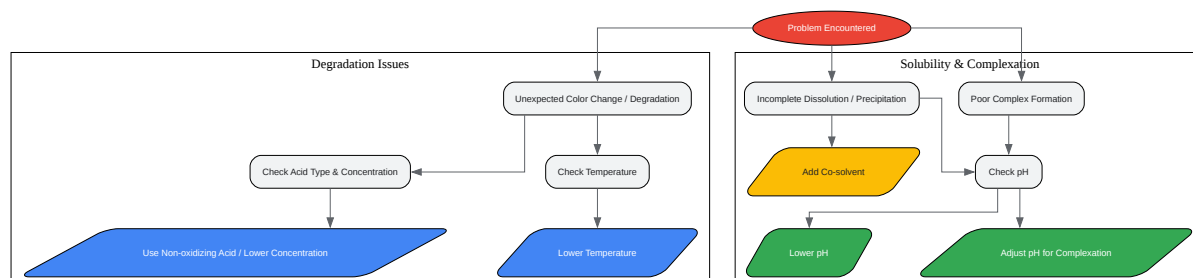 Problem Encountered
Degradation Issues
Solubility & Complexation
Unexpected Color Change / Degradation
Incomplete Dissolution / Precipitation
Poor Complex Formation
Check Acid Type & Concentration
Check Temperature
Add Co-solvent
Check pH
Use Non-oxidizing Acid / Lower Concentration
Lower Temperature
Lower pH
Adjust pH for Complexation